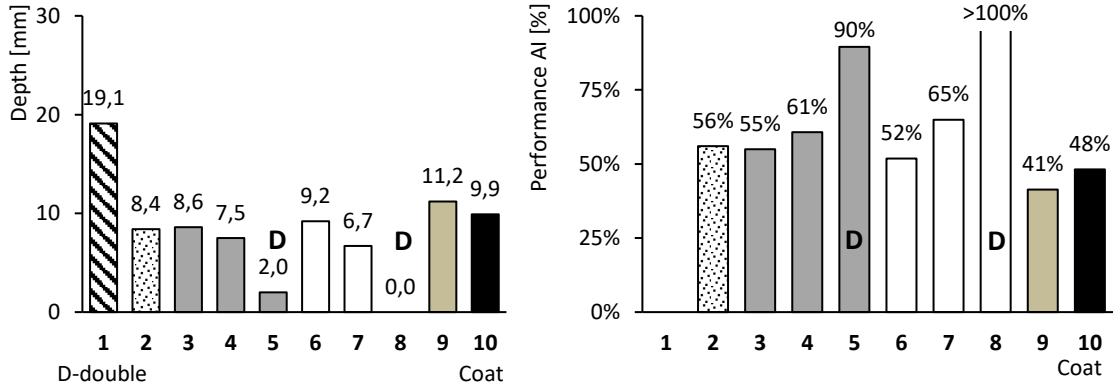 Depth [mm]
30
20
10
0
19,1
8,4
8,6
7,5
D
2,0
9,2
6,7
D
0,0
11,2
9,9
1 2 3 4 5 6 7 8 9 10
D-double Coat
Performance AI [%]
100%
75%
50%
25%
0%
56%
55%
61%
90%
D
52%
65%
>100%
D
41%
48%
1 2 3 4 5 6 7 8 9 10
Coat